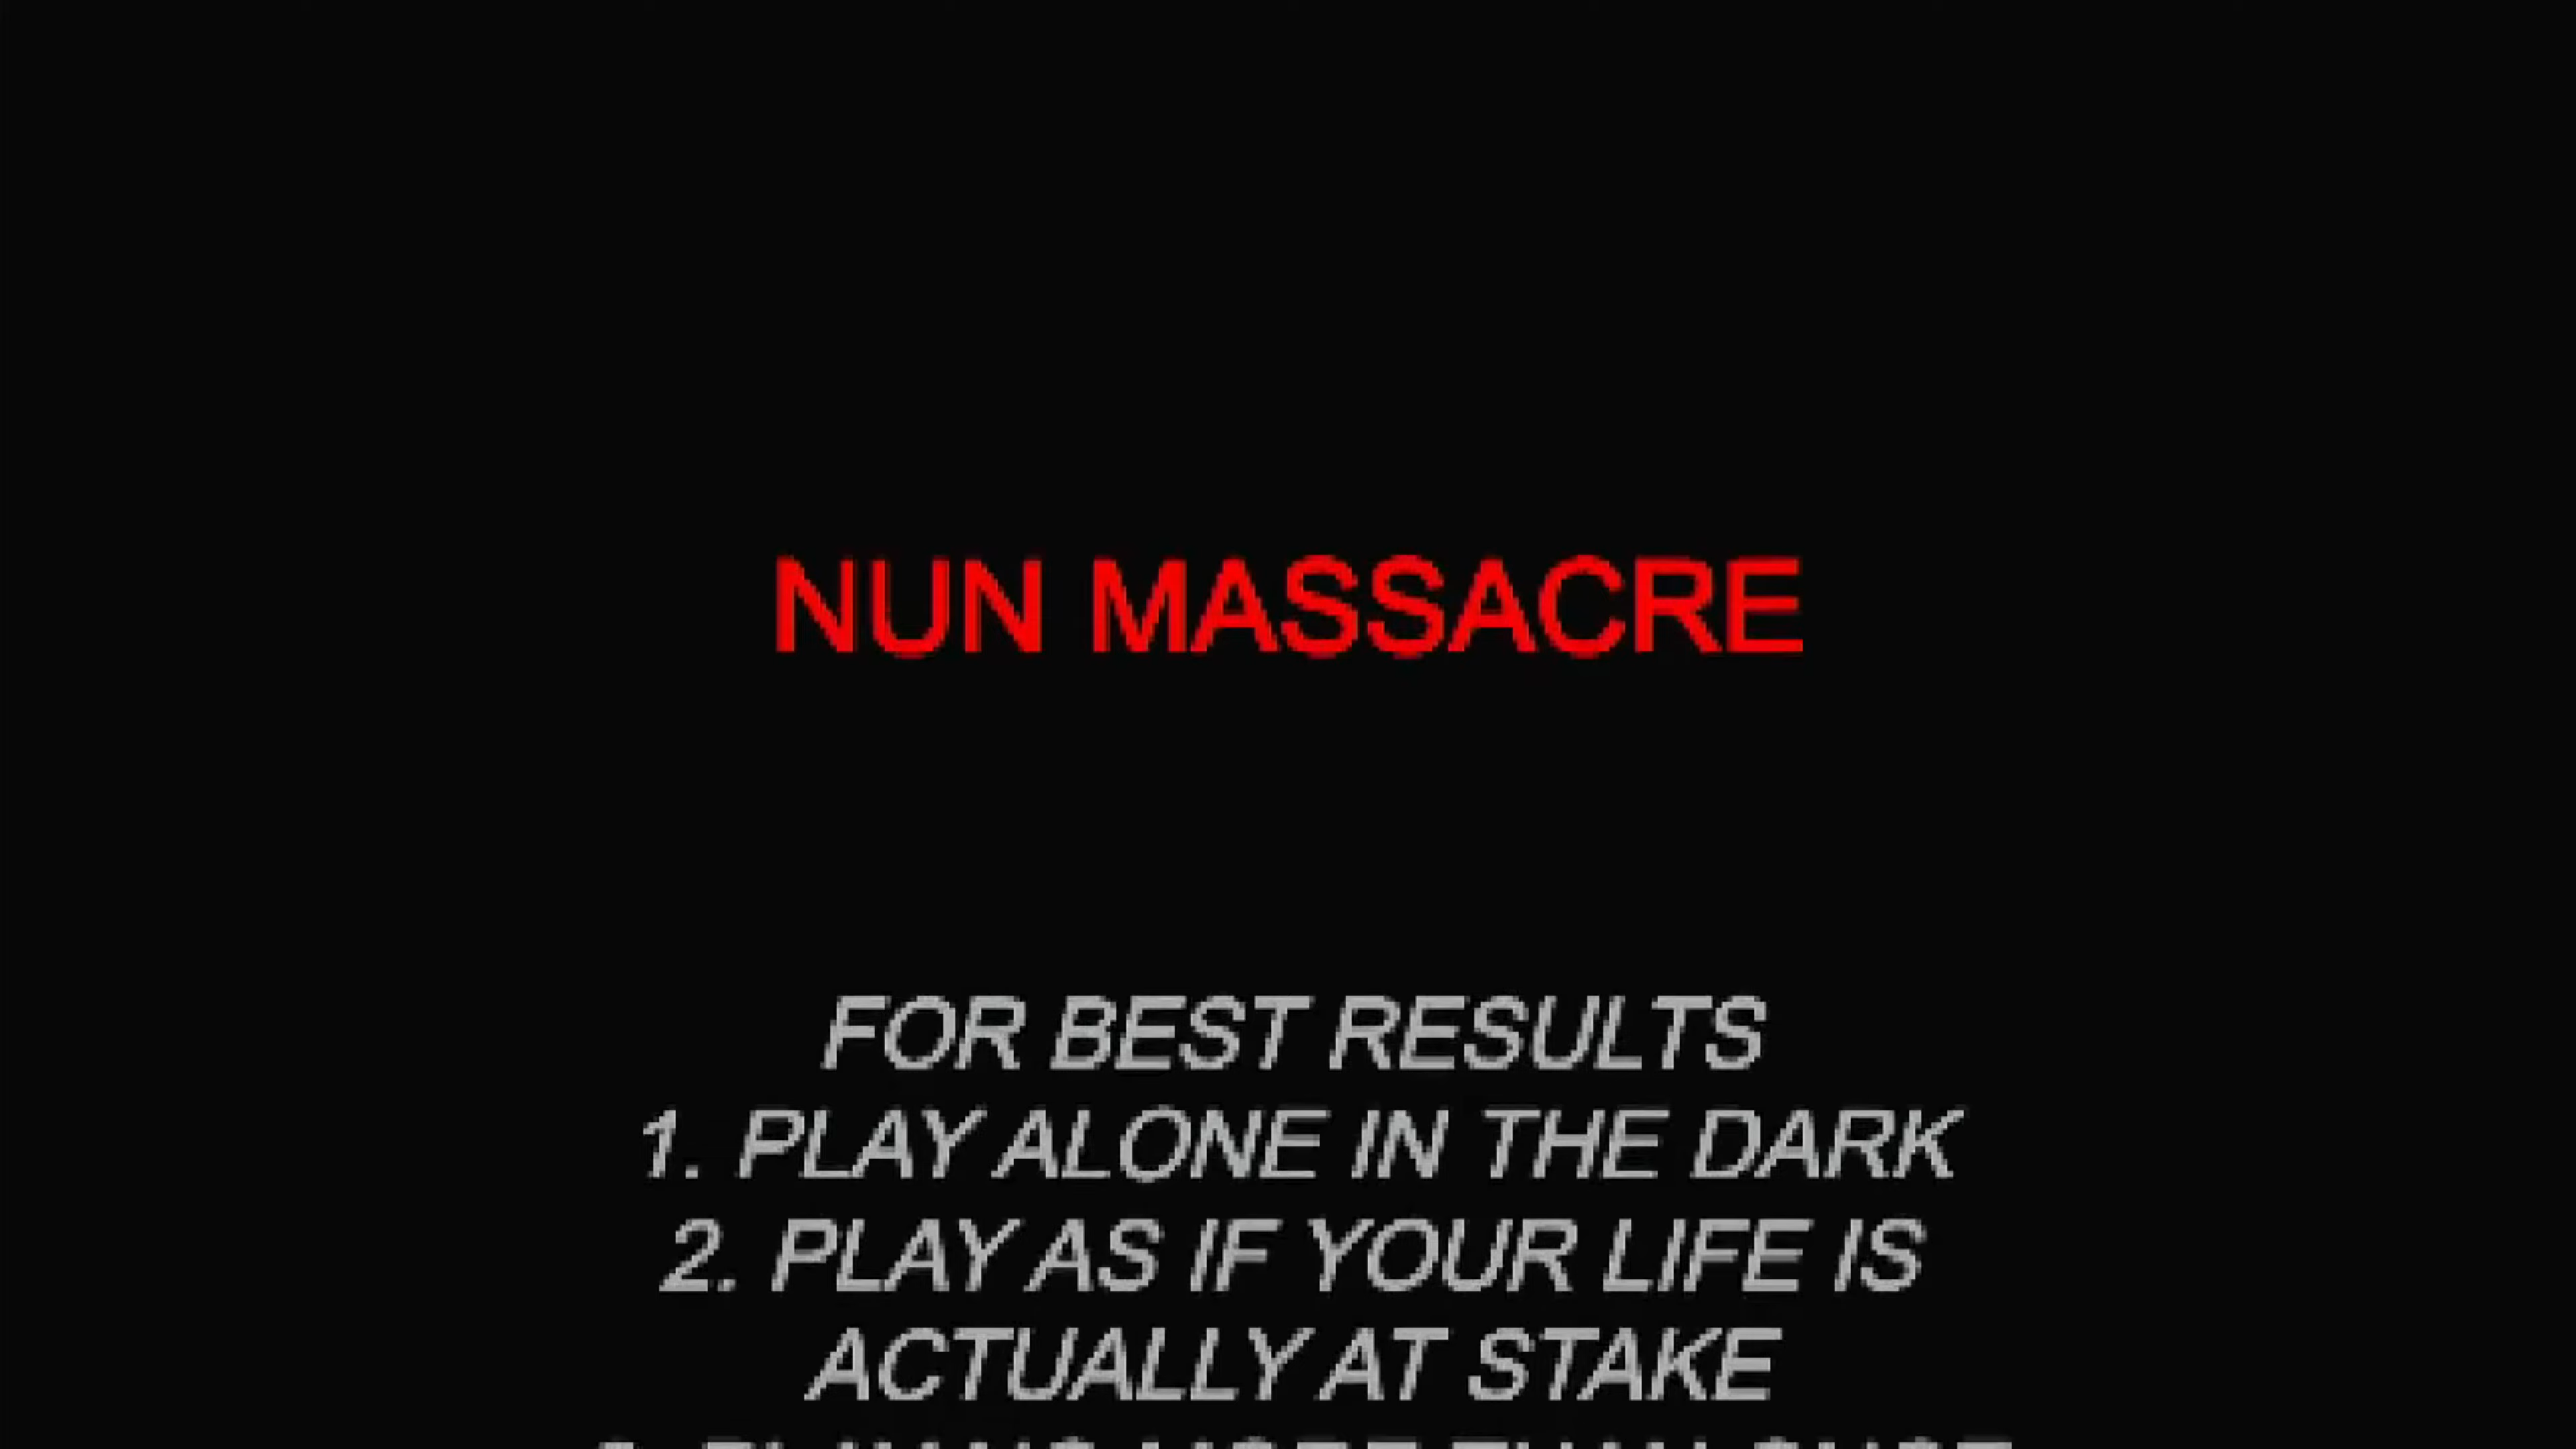 NUN MASSACRE
FOR BEST RESULTS
1. PLAY ALONE IN THE DARK
2. PLAY AS IF YOUR LIFE IS
ACTUALLY AT STAKE